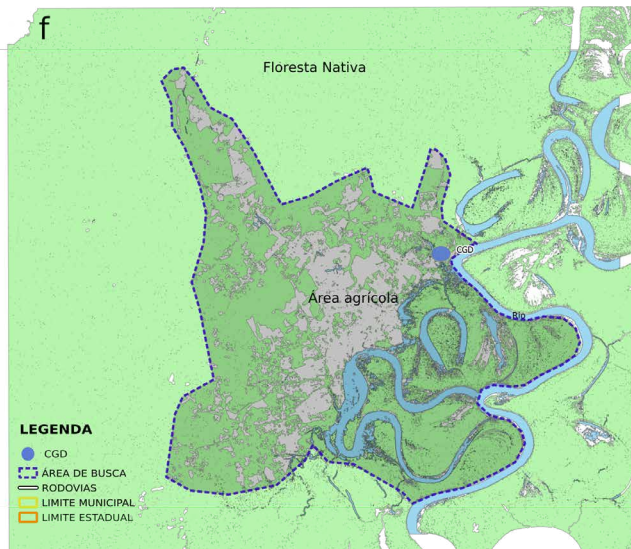 f
Floresta Nativa
CGD
Área agrícola
Rio
LEGENDA
CGD
ÁREA DE BUSCA
RODOVIAS
LIMITE MUNICIPAL
LIMITE ESTADUAL